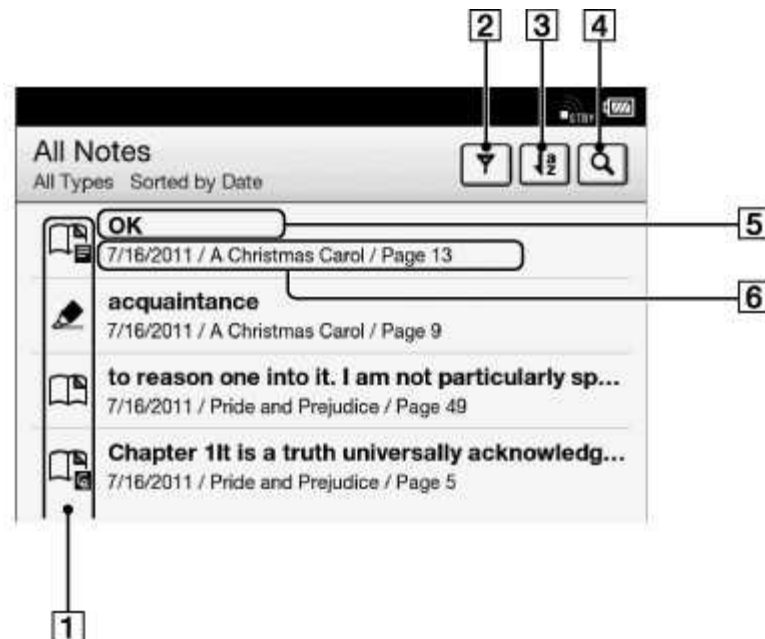 2 3 4
STBY
All Notes
All Types Sorted by Date
a
z
OK
5
7/16/2011 / A Christmas Carol / Page 13
6
acquaintance
7/16/2011 / A Christmas Carol / Page 9
to reason one into it. I am not particularly sp...
7/16/2011 / Pride and Prejudice / Page 49
Chapter 1It is a truth universally acknowledg...
7/16/2011 / Pride and Prejudice / Page 5
1